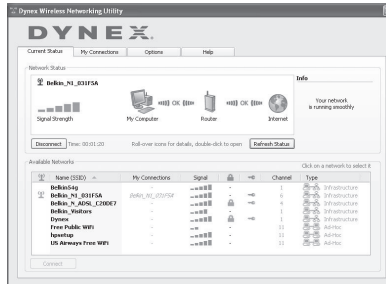 Dynex Wireless Networking Utility
DYNEX
Current Status My Connections Options Help
Network Status
Belkin_N1_031F5A
Info
Your network
is running smoothly
OK OK
Signal Strength My Computer Router Internet
Disconnect Time: 00:01:20 Roll-over icons for details, double-click to open Refresh Status
Available Networks
Click on a network to select it
Name (SSID) My Connections Signal Channel Type
Belkin54g - 1 Infrastructure
Belkin_N1_031F5A Belkin_N1_031F5A - 6 Infrastructure
Belkin_N_ADSL_C20DE7 4 Infrastructure
Belkin_Visitors - 1 Infrastructure
Dynex 1 Infrastructure
Free Public WiFi - 11 Ad-Hoc
hpsetup - 11 Ad-Hoc
US Airways Free WiFi - 11 Ad-Hoc
Connect